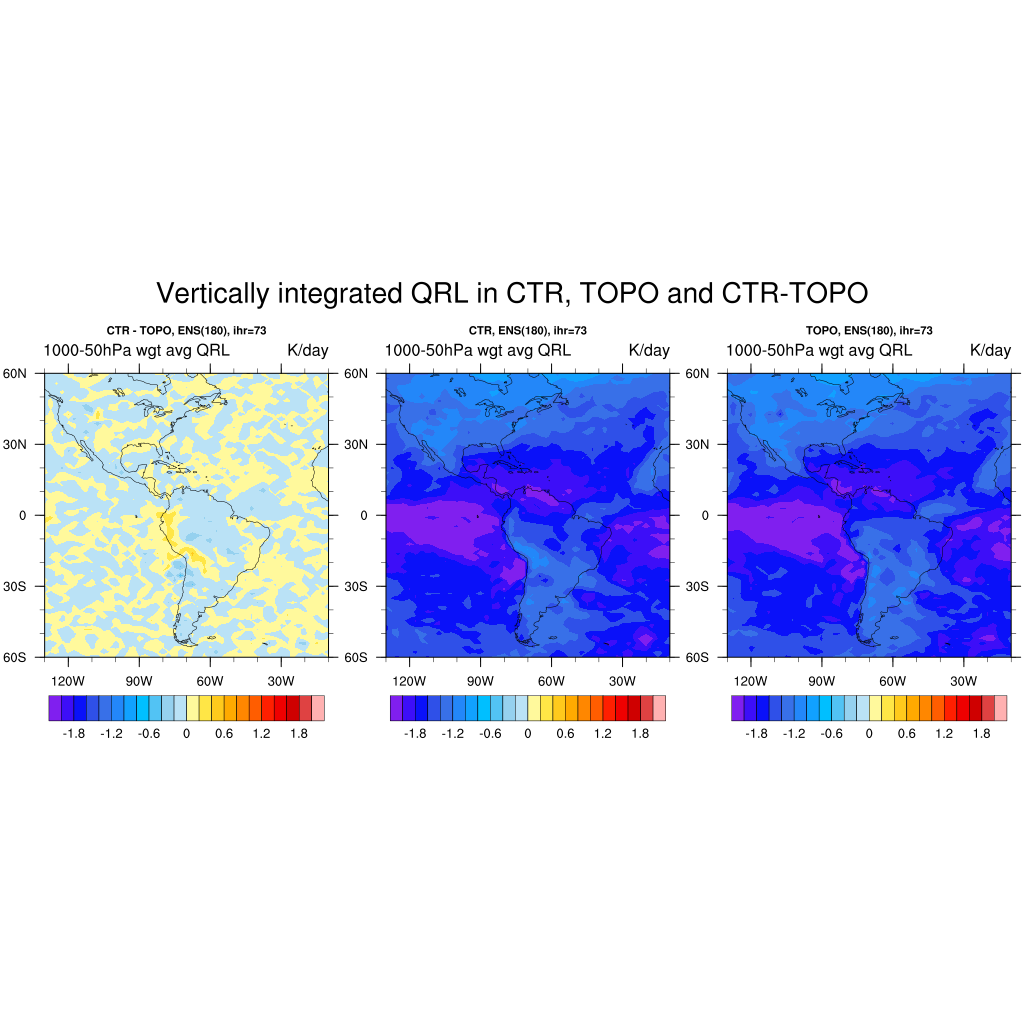 Vertically integrated QRL in CTR, TOPO and CTR-TOPO
CTR - TOPO, ENS(180), ihr=73
1000-50hPa wgt avg QRL K/day
60N
30N
0
30S
60S
120W 90W 60W 30W
-1.8 -1.2 -0.6 0 0.6 1.2 1.8
CTR, ENS(180), ihr=73
1000-50hPa wgt avg QRL K/day
60N
30N
0
30S
60S
120W 90W 60W 30W
-1.8 -1.2 -0.6 0 0.6 1.2 1.8
TOPO, ENS(180), ihr=73
1000-50hPa wgt avg QRL K/day
60N
30N
0
30S
60S
120W 90W 60W 30W
-1.8 -1.2 -0.6 0 0.6 1.2 1.8